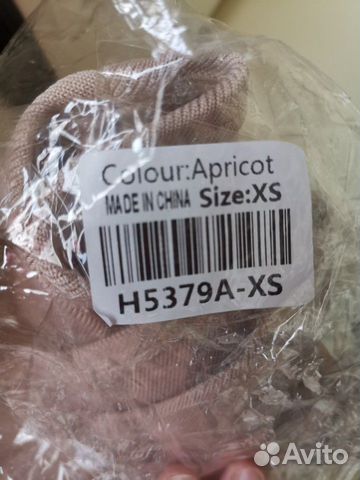 Colour:Apricot
MADE IN CHINA Size:XS
H5379A-XS
Avito